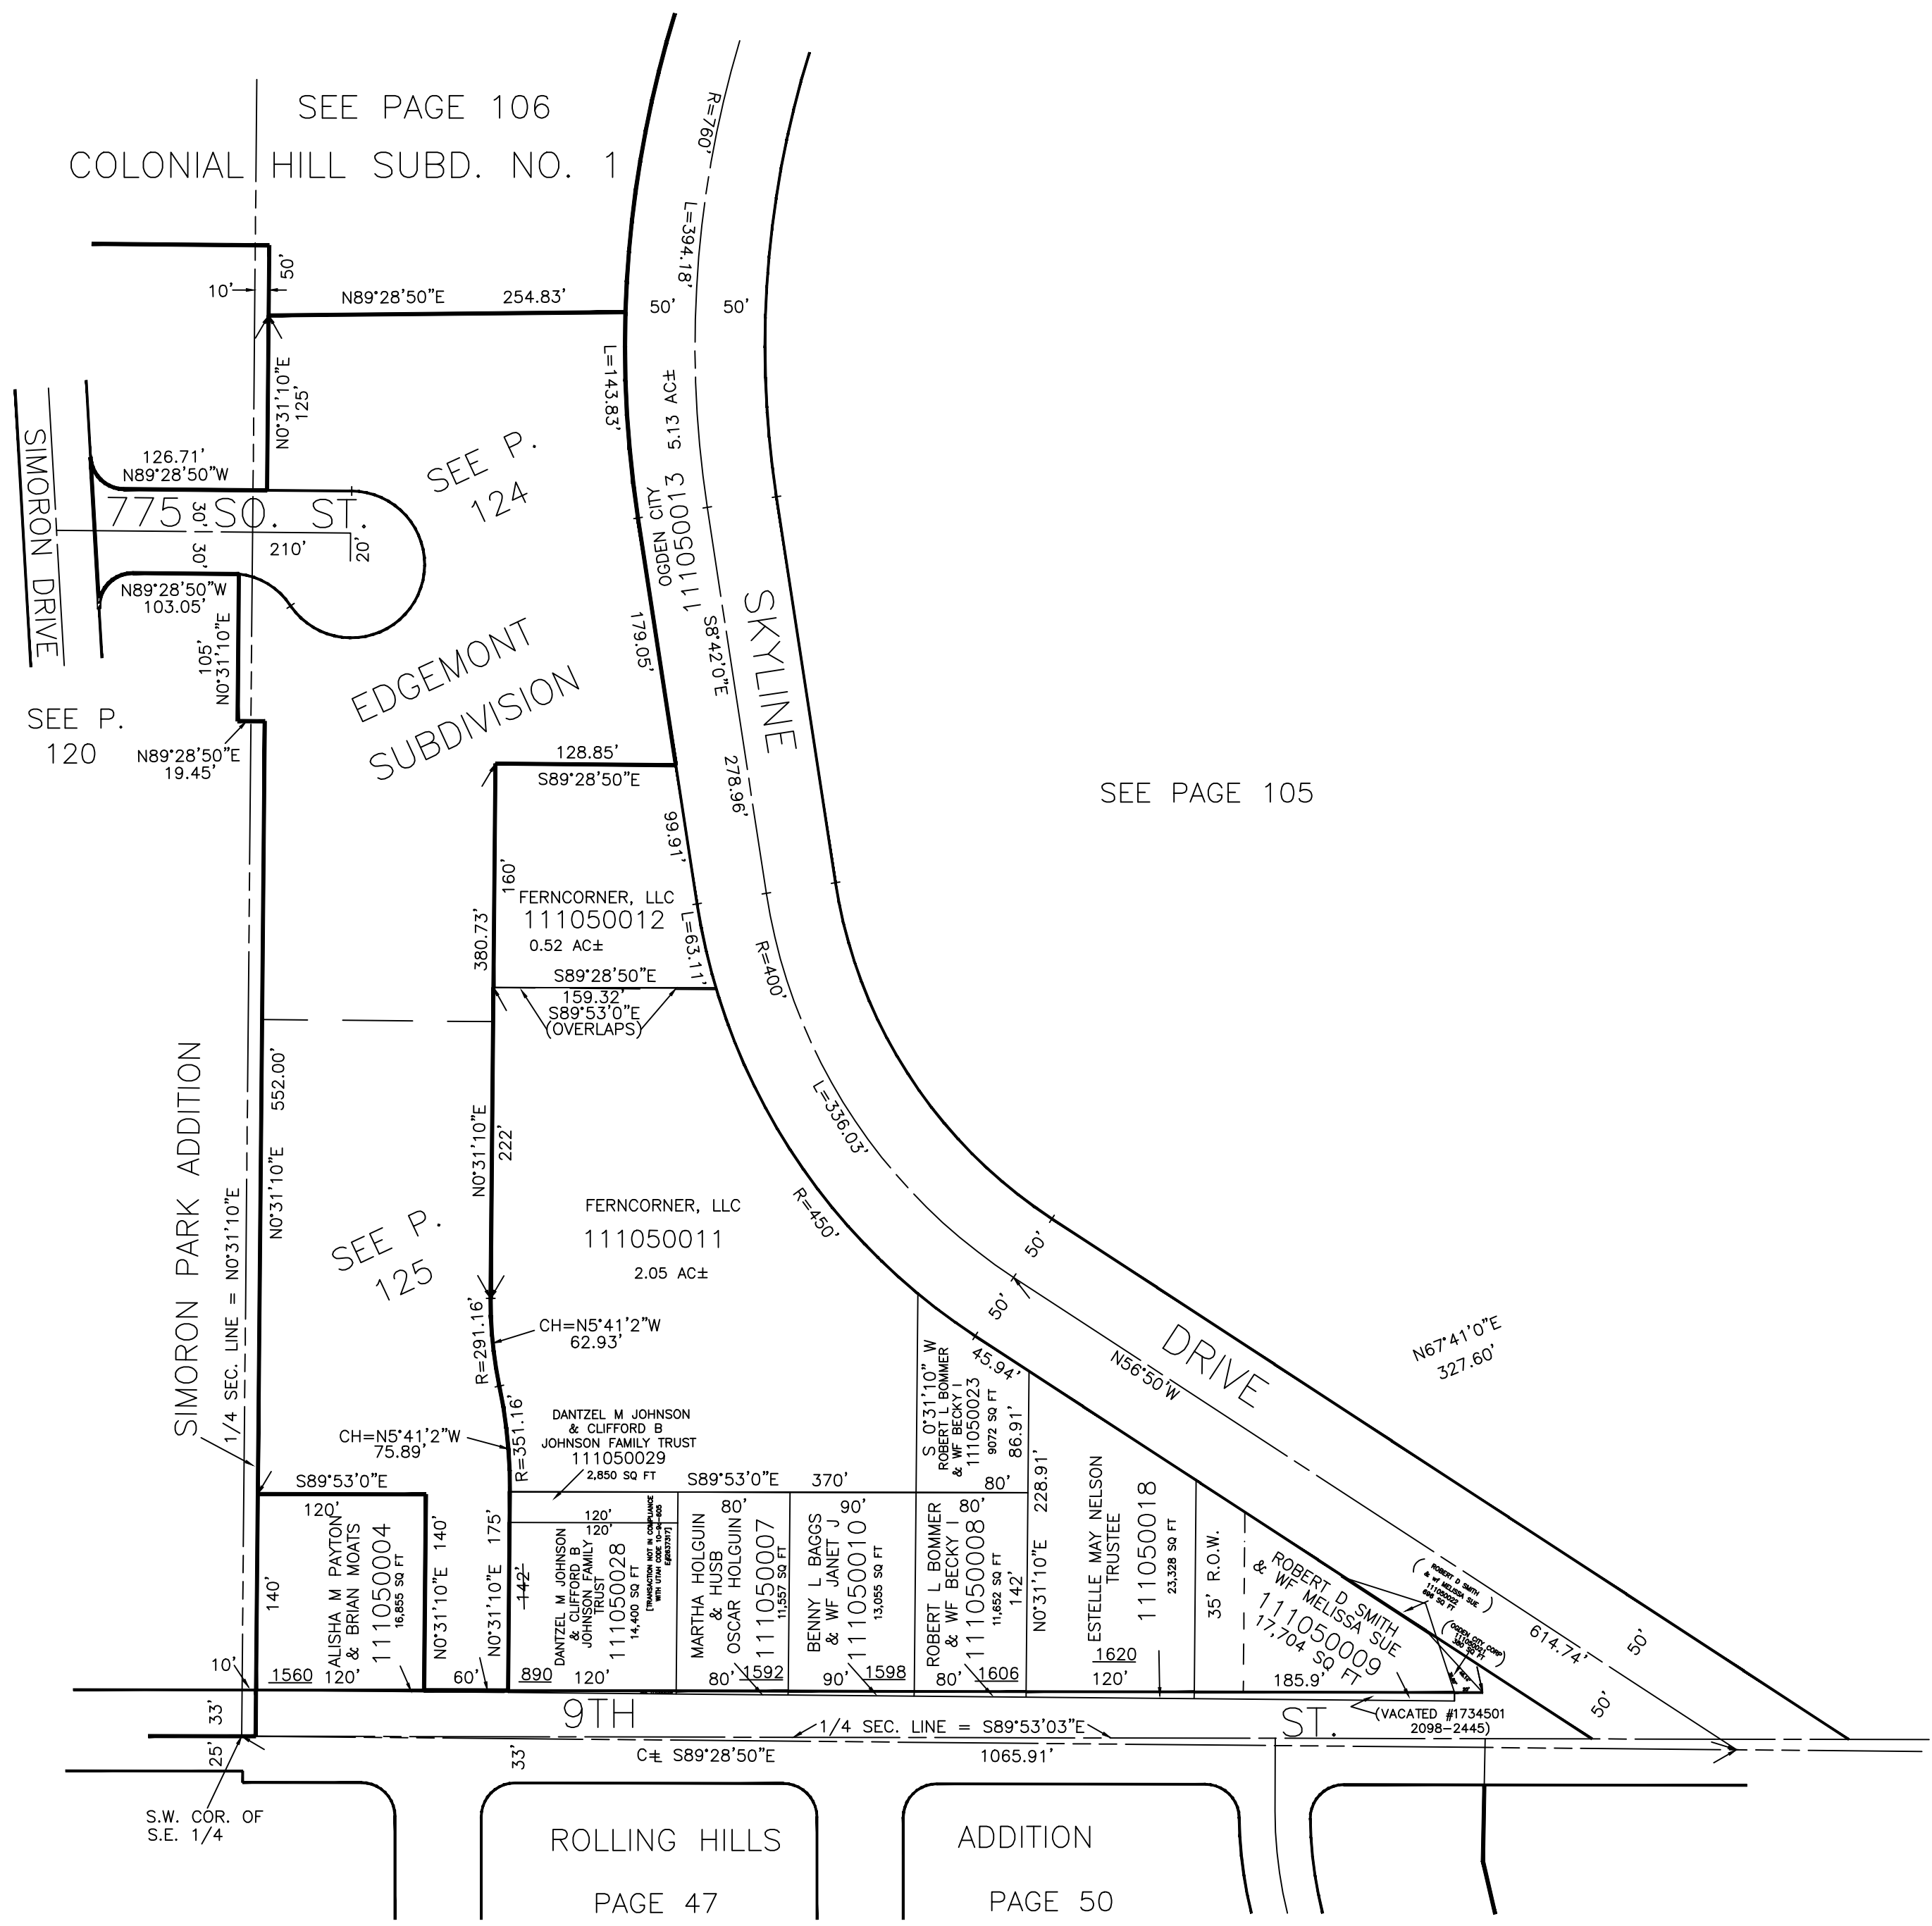 SEE PAGE 106
COLONIAL HILL SUBD. NO. 1
R=760'
L=394.18'
50'
10'
N89°28'50"E 254.83'
50' 50'
N0°31'10"E
125'
L=143.83'
SIMORON DRIVE
126.71'
N89°28'50"W
775 SO. ST.
30' 30'
210'
20'
N89°28'50"W
103.05'
105'
N0°31'10"E
SEE P.
124
OGDEN CITY
111050013 5.13 AC±
S8°42'0"E
278.96'
179.05'
SKYLINE
EDGEMONT
SUBDIVISION
SEE P.
120
N89°28'50"E
19.45'
128.85'
S89°28'50"E
SEE PAGE 105
99.91'
160'
380.73'
FERNCORNER, LLC
111050012
0.52 AC±
L=63.11'
R=400'
S89°28'50"E
159.32'
S89°53'0"E
(OVERLAPS)
SIMORON PARK ADDITION
1/4 SEC. LINE = N0°31'10"E
N0°31'10"E 552.00'
N0°31'10"E
222'
L=336.03'
R=450'
FERNCORNER, LLC
111050011
2.05 AC±
SEE P.
125
50'
50'
R=291.16'
CH=N5°41'2"W
62.93'
DRIVE
N56°50'W
N67°41'0"E
327.60'
45.94'
S 0°31'10" W
ROBERT L BOMMER
& WF BECKY I
111050023
9072 SQ FT
86.91'
CH=N5°41'2"W
75.89'
R=351.16'
DANTZEL M JOHNSON
& CLIFFORD B
JOHNSON FAMILY TRUST
111050029
2,850 SQ FT
S89°53'0"E 370'
80'
228.91'
S89°53'0"E
120'
140'
ALISHA M PAYTON
& BRIAN MOATS
111050004
16,855 SQ FT
N0°31'10"E 140'
N0°31'10"E 175'
142'
120'
120'
DANTZEL M JOHNSON
& CLIFFORD B
JOHNSON FAMILY
TRUST
111050028
14,400 SQ FT
[TRANSACTION NOT IN COMPLIANCE
80'
MARTHA HOLGUIN
& HUSB
OSCAR HOLGUIN
111050007
11,557 SQ FT
90'
BENNY L BAGGS
& WF JANET J
111050010
13,055 SQ FT
80'
ROBERT L BOMMER
& WF BECKY I
111050008
11,652 SQ FT
142'
N0°31'10"E
ESTELLE MAY NELSON
TRUSTEE
111050018
23,328 SQ FT
35' R.O.W.
ROBERT D SMITH
& WF MELISSA SUE
111050009
17,704 SQ FT
ROBERT D SMITH
& wf MELISSA SUE
111050022
OGDEN CITY CORP
614.74'
50'
50'
10'
1560 120'
60'
890 120'
80' 1592
90' 1598
80' 1606
1620
120'
185.9'
33'
9TH
ST.
(VACATED #1734501
2098-2445)
1/4 SEC. LINE = S89°53'03"E
25'
33'
C± S89°28'50"E 1065.91'
S.W. COR. OF
S.E. 1/4
ROLLING HILLS
ADDITION
PAGE 47
PAGE 50